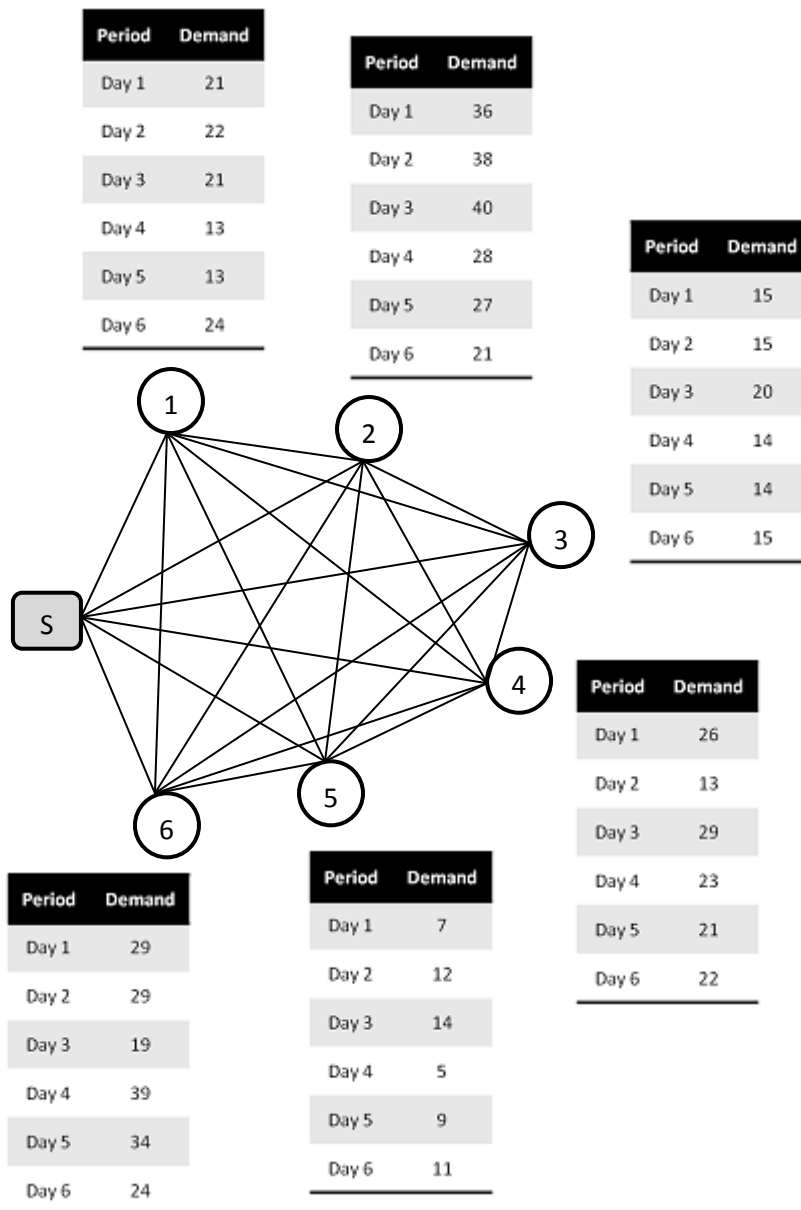 Period Demand
Day 1 21
Day 2 22
Day 3 21
Day 4 13
Day 5 13
Day 6 24
Period Demand
Day 1 36
Day 2 38
Day 3 40
Day 4 28
Day 5 27
Day 6 21
Period Demand
Day 1 15
Day 2 15
Day 3 20
Day 4 14
Day 5 14
Day 6 15
1
2
3
S
4
5
6
Period Demand
Day 1 26
Day 2 13
Day 3 29
Day 4 23
Day 5 21
Day 6 22
Period Demand
Day 1 7
Day 2 12
Day 3 14
Day 4 5
Day 5 9
Day 6 11
Period Demand
Day 1 29
Day 2 29
Day 3 19
Day 4 39
Day 5 34
Day 6 24